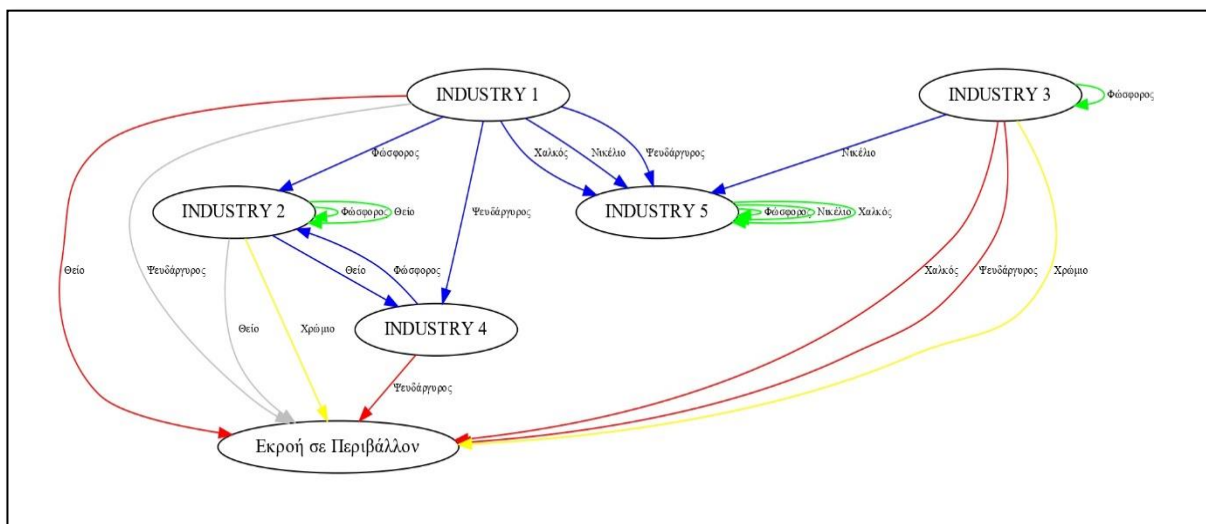 INDUSTRY 1
INDUSTRY 3
Φώσφορος
Φώσφορος
Χαλκός
Νικέλιο
Ψευδάργυρος
Νικέλιο
INDUSTRY 2
Φώσφορος
Θείο
Ψευδάργυρος
INDUSTRY 5
Φώσφορος
Νικέλιο
Χαλκός
Θείο
Ψευδάργυρος
Θείο
Φώσφορος
Χαλκός
Ψευδάργυρος
Χρώμιο
Θείο
Χρώμιο
INDUSTRY 4
Ψευδάργυρος
Εκροή σε Περιβάλλον